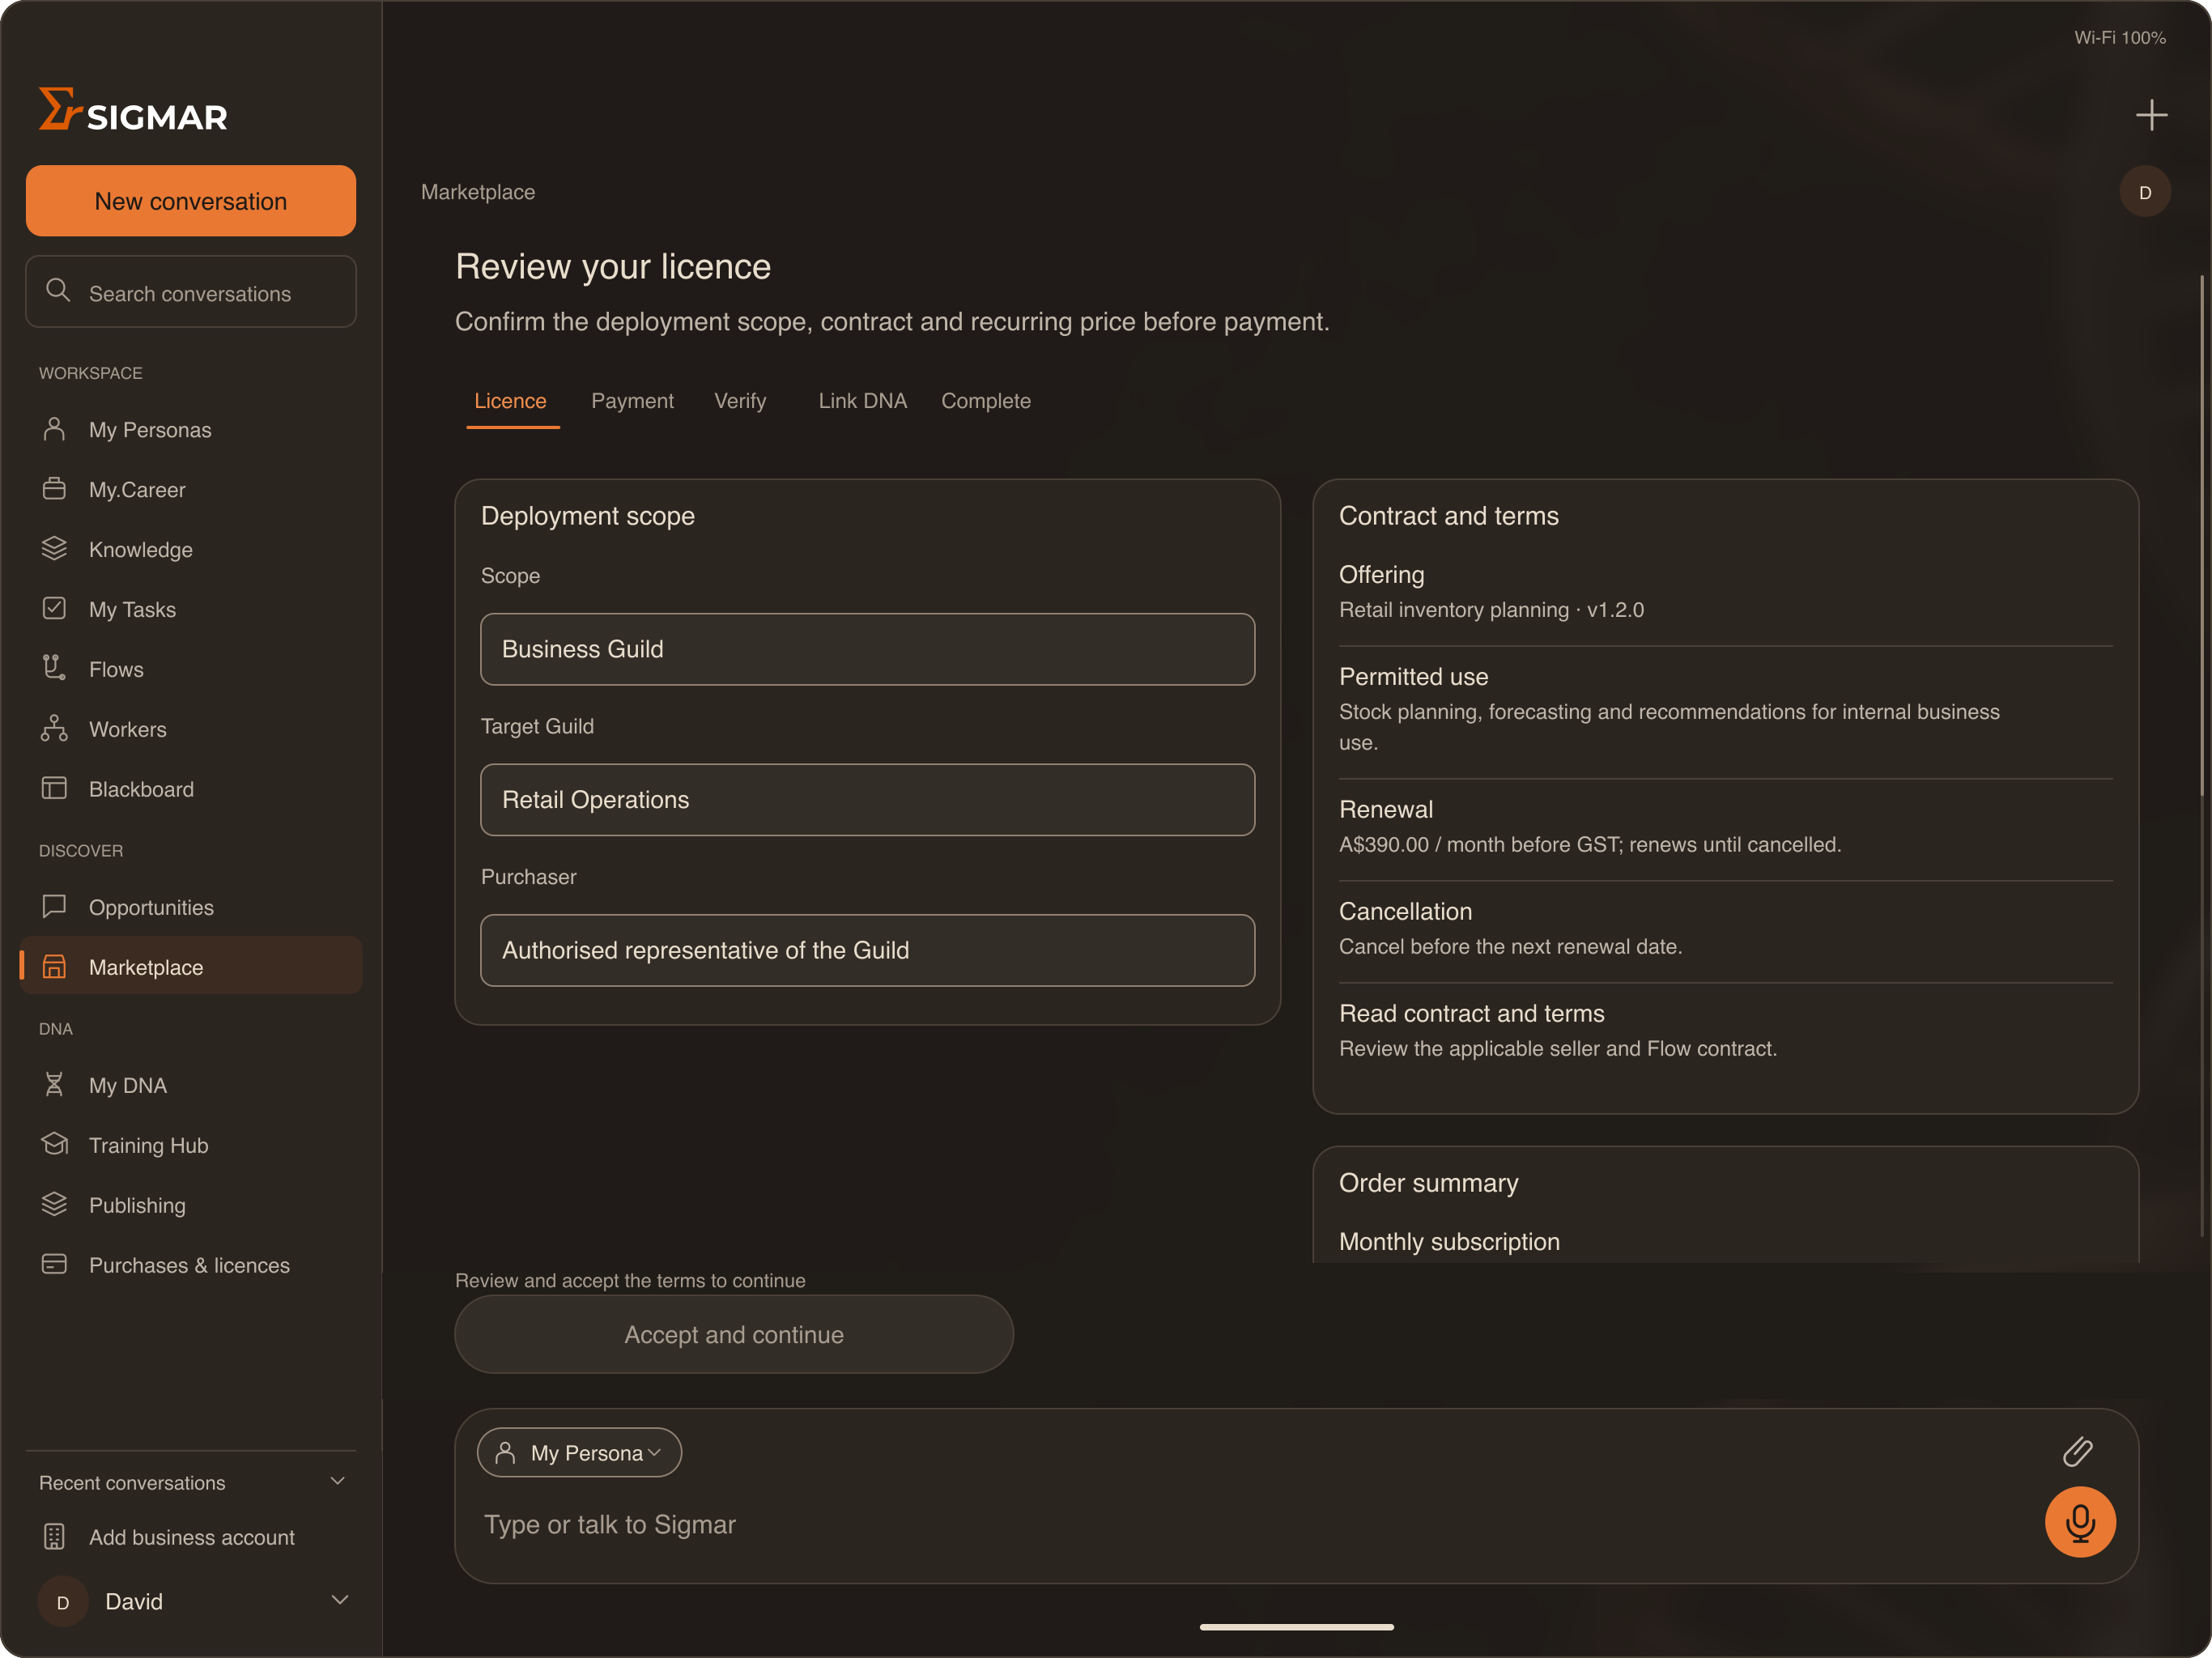 Wi-Fi 100%
Σr SIGMAR
New conversation
Search conversations
WORKSPACE
My Personas
My.Career
Knowledge
My Tasks
Flows
Workers
Blackboard
DISCOVER
Opportunities
Marketplace
DNA
My DNA
Training Hub
Publishing
Purchases & licences
Recent conversations
Add business account
D
David
Marketplace
D
Review your licence
Confirm the deployment scope, contract and recurring price before payment.
Licence
Payment
Verify
Link DNA
Complete
Deployment scope
Scope
Business Guild
Target Guild
Retail Operations
Purchaser
Authorised representative of the Guild
Contract and terms
Offering
Retail inventory planning · v1.2.0
Permitted use
Stock planning, forecasting and recommendations for internal business
use.
Renewal
A$390.00 / month before GST; renews until cancelled.
Cancellation
Cancel before the next renewal date.
Read contract and terms
Review the applicable seller and Flow contract.
Order summary
Monthly subscription
Review and accept the terms to continue
Accept and continue
My Persona
Type or talk to Sigmar